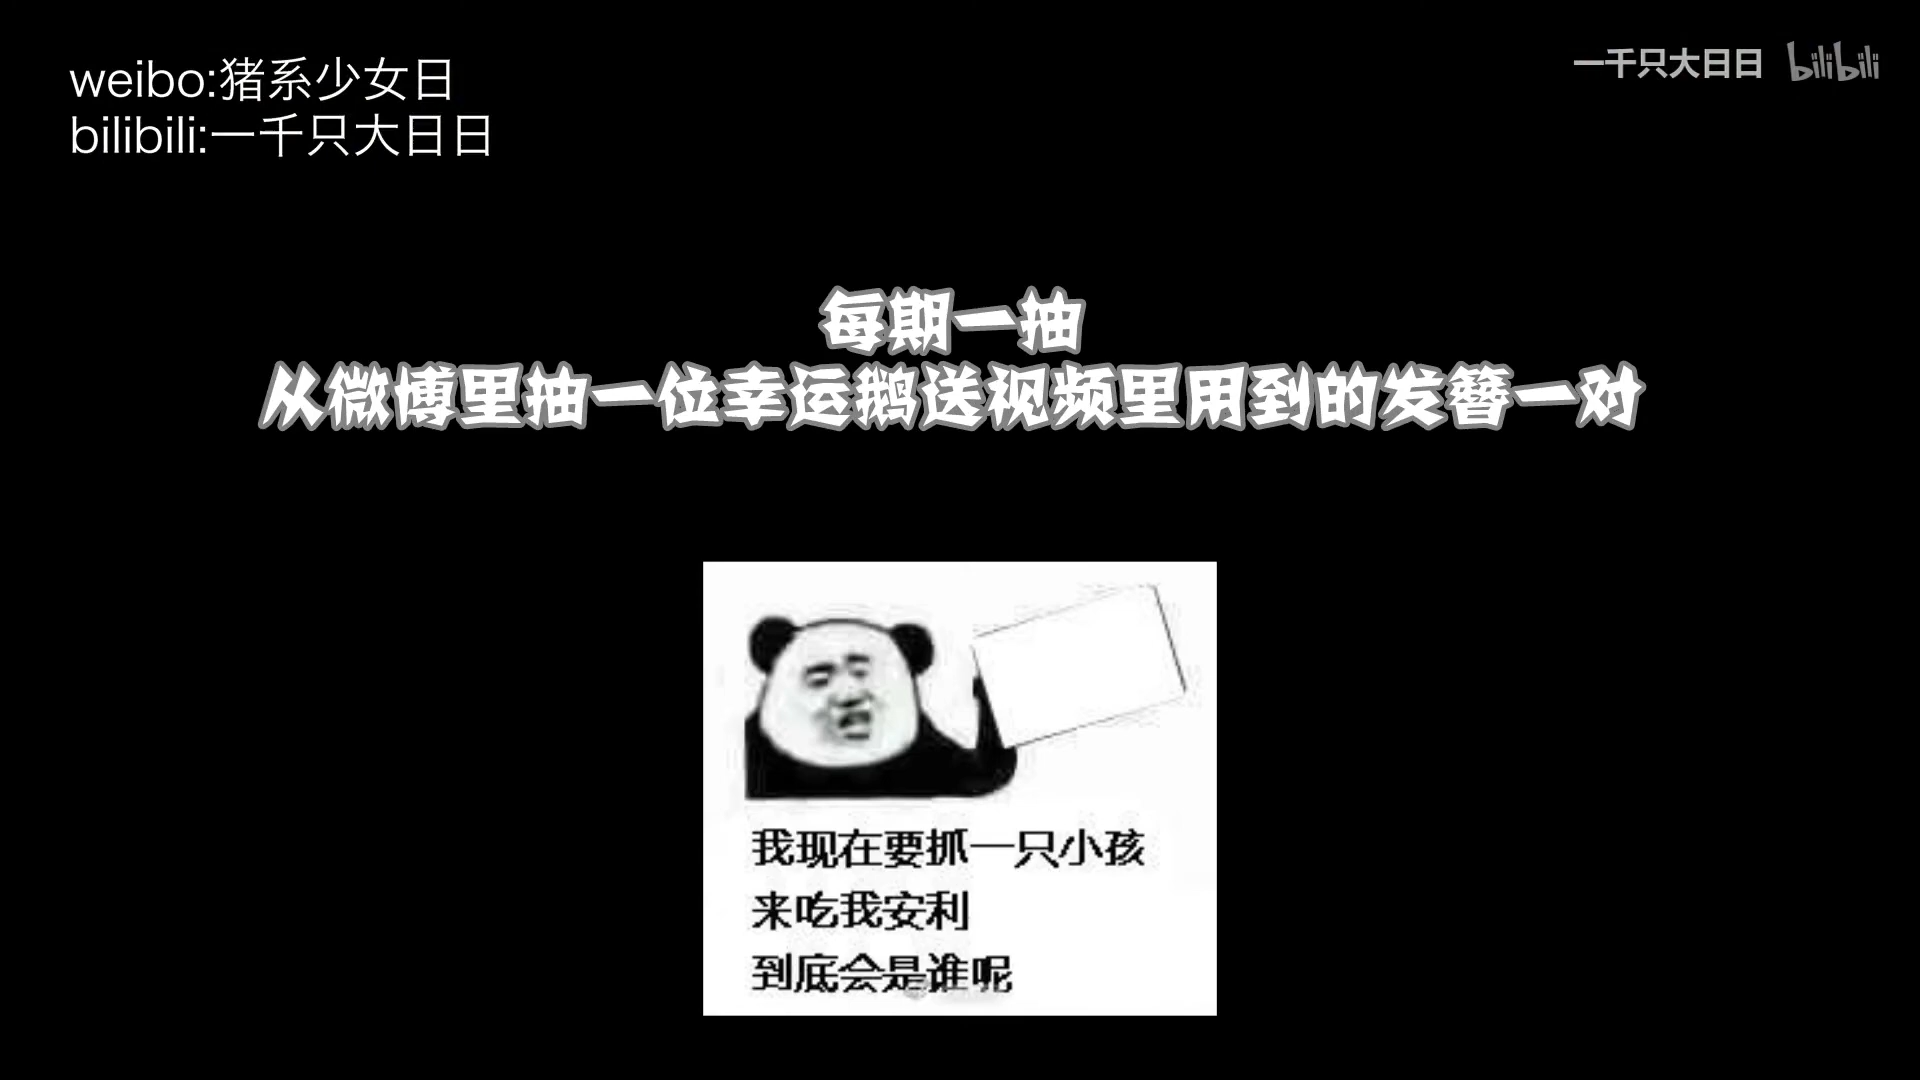 weibo:猪系少女日
bilibili:一千只大日日
一千只大日日 bilibili
每期一抽
从微博里抽一位幸运鹅送视频里用到的发簪一对
我现在要抓一只小孩
来吃我安利
到底会是谁呢